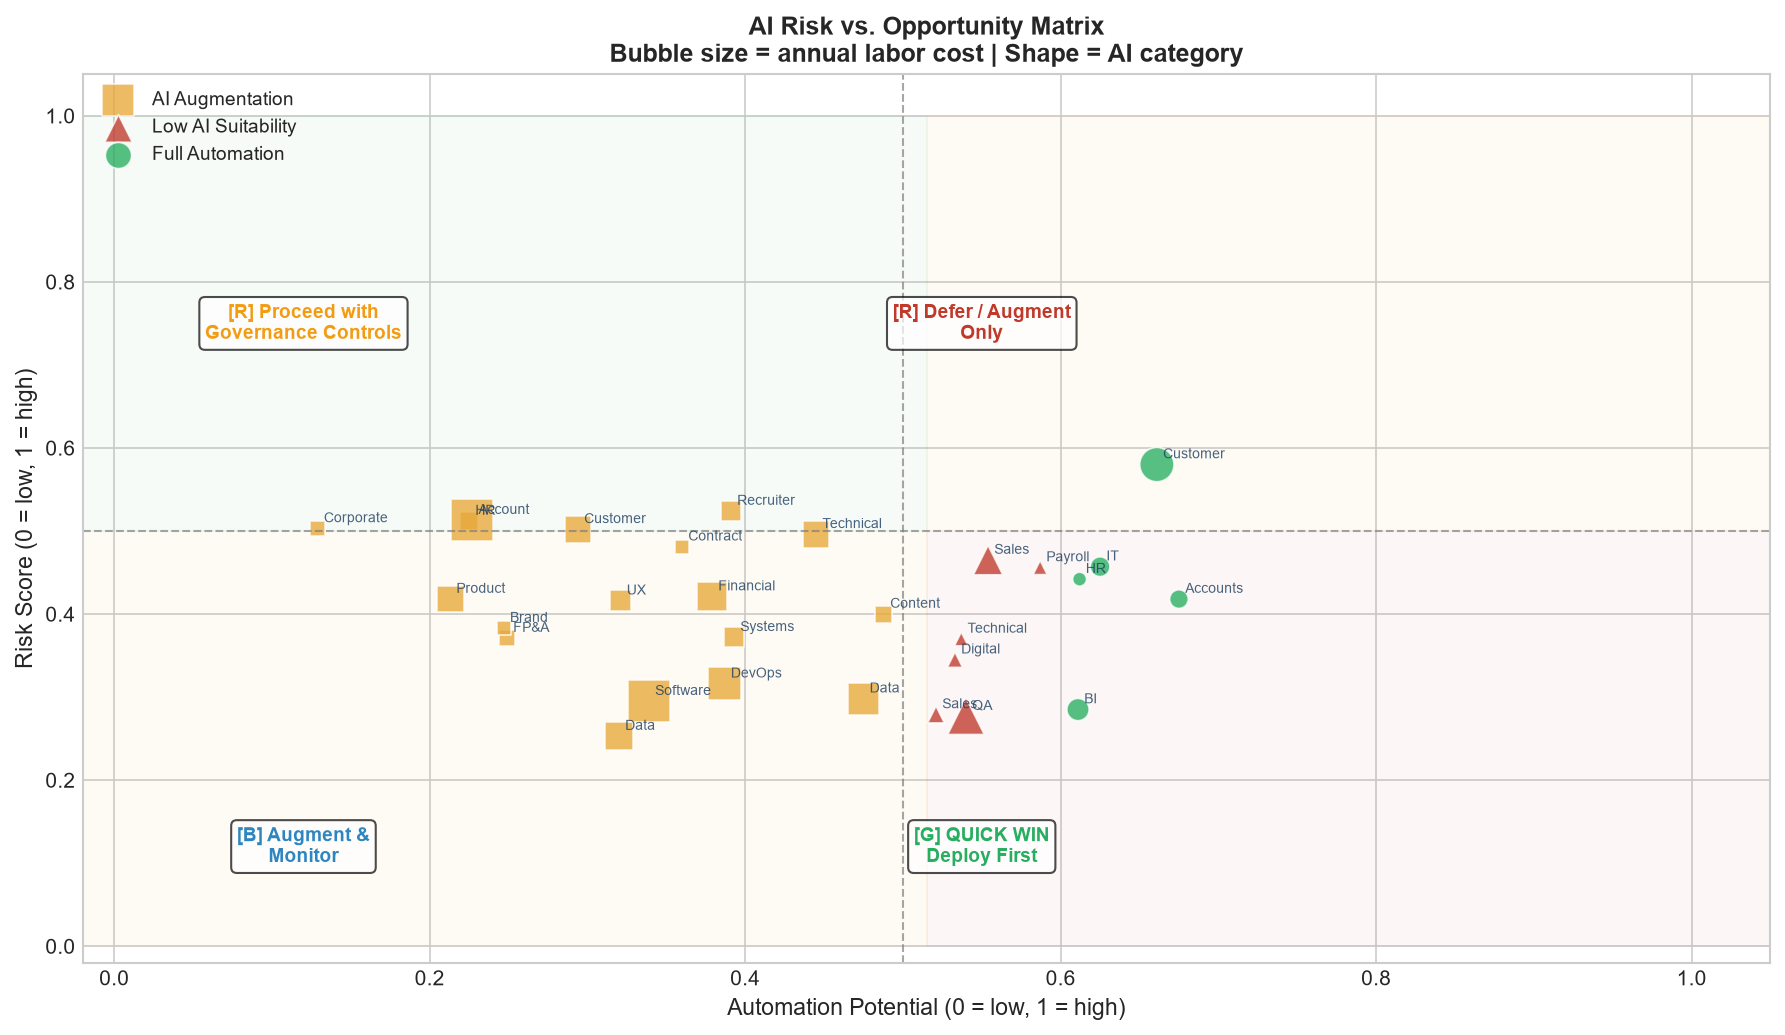 AI Risk vs. Opportunity Matrix
Bubble size = annual labor cost | Shape = AI category
AI Augmentation
Low AI Suitability
Full Automation
Risk Score (0 = low, 1 = high)
1.0
0.8
0.6
0.4
0.2
0.0
[R] Proceed with
Governance Controls
[R] Defer / Augment
Only
Customer
Recruiter
HR
Account
Corporate
Customer
Technical
Contract
Sales
Payroll
IT
HR
Product
UX
Financial
Accounts
Content
Brand
FP&A
Systems
Technical
Digital
DevOps
Software
Data
BI
Sales
QA
Data
[B] Augment &
Monitor
[G] QUICK WIN
Deploy First
0.0
0.2
0.4
0.6
0.8
1.0
Automation Potential (0 = low, 1 = high)